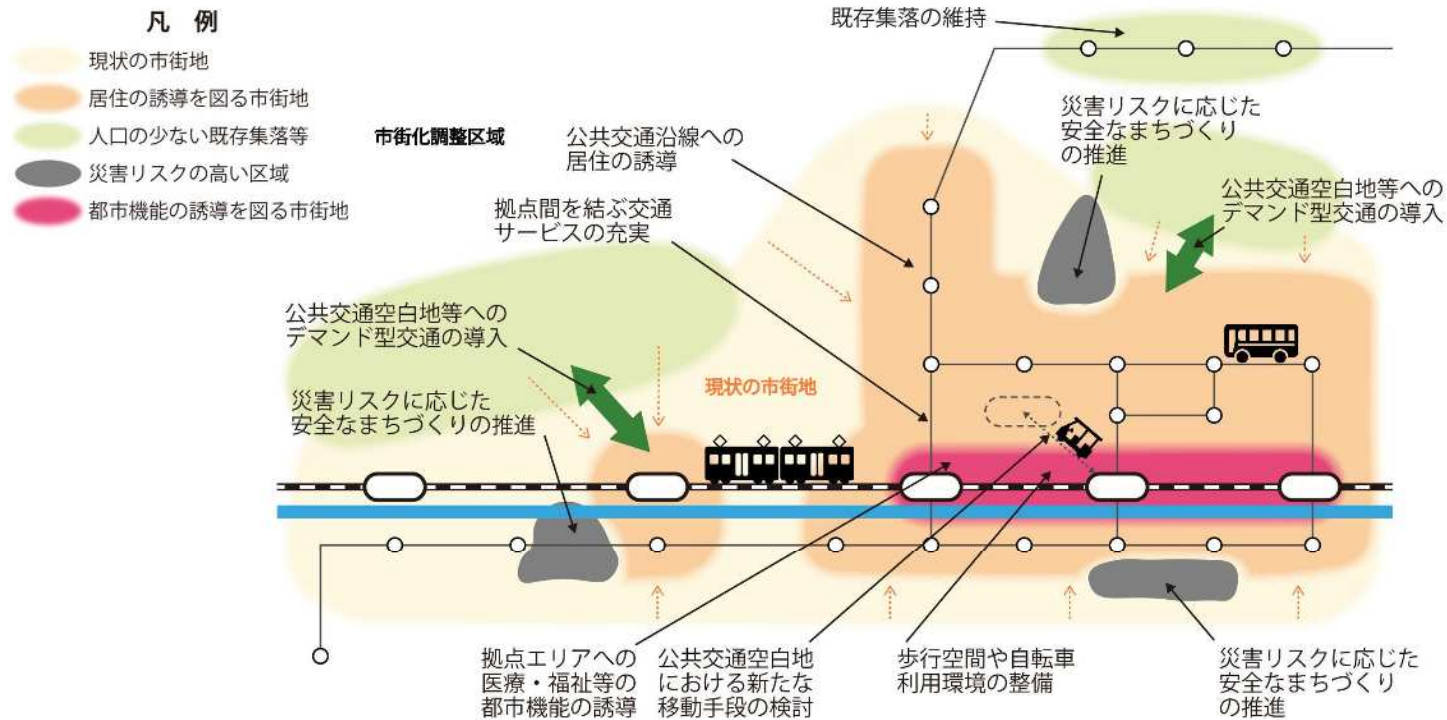 凡 例
現状の市街地
居住の誘導を図る市街地
人口の少ない既存集落等
災害リスクの高い区域
都市機能の誘導を図る市街地
市街化調整区域
既存集落の維持
公共交通沿線への
居住の誘導
災害リスクに応じた
安全なまちづくり
の推進
公共交通空白地等への
デマンド型交通の導入
拠点間を結ぶ交通
サービスの充実
公共交通空白地等への
デマンド型交通の導入
災害リスクに応じた
安全なまちづくりの推進
現状の市街地
拠点エリアへの
医療・福祉等の
都市機能の誘導
公共交通空白地
における新たな
移動手段の検討
歩行空間や自転車
利用環境の整備
災害リスクに応じた
安全なまちづくり
の推進